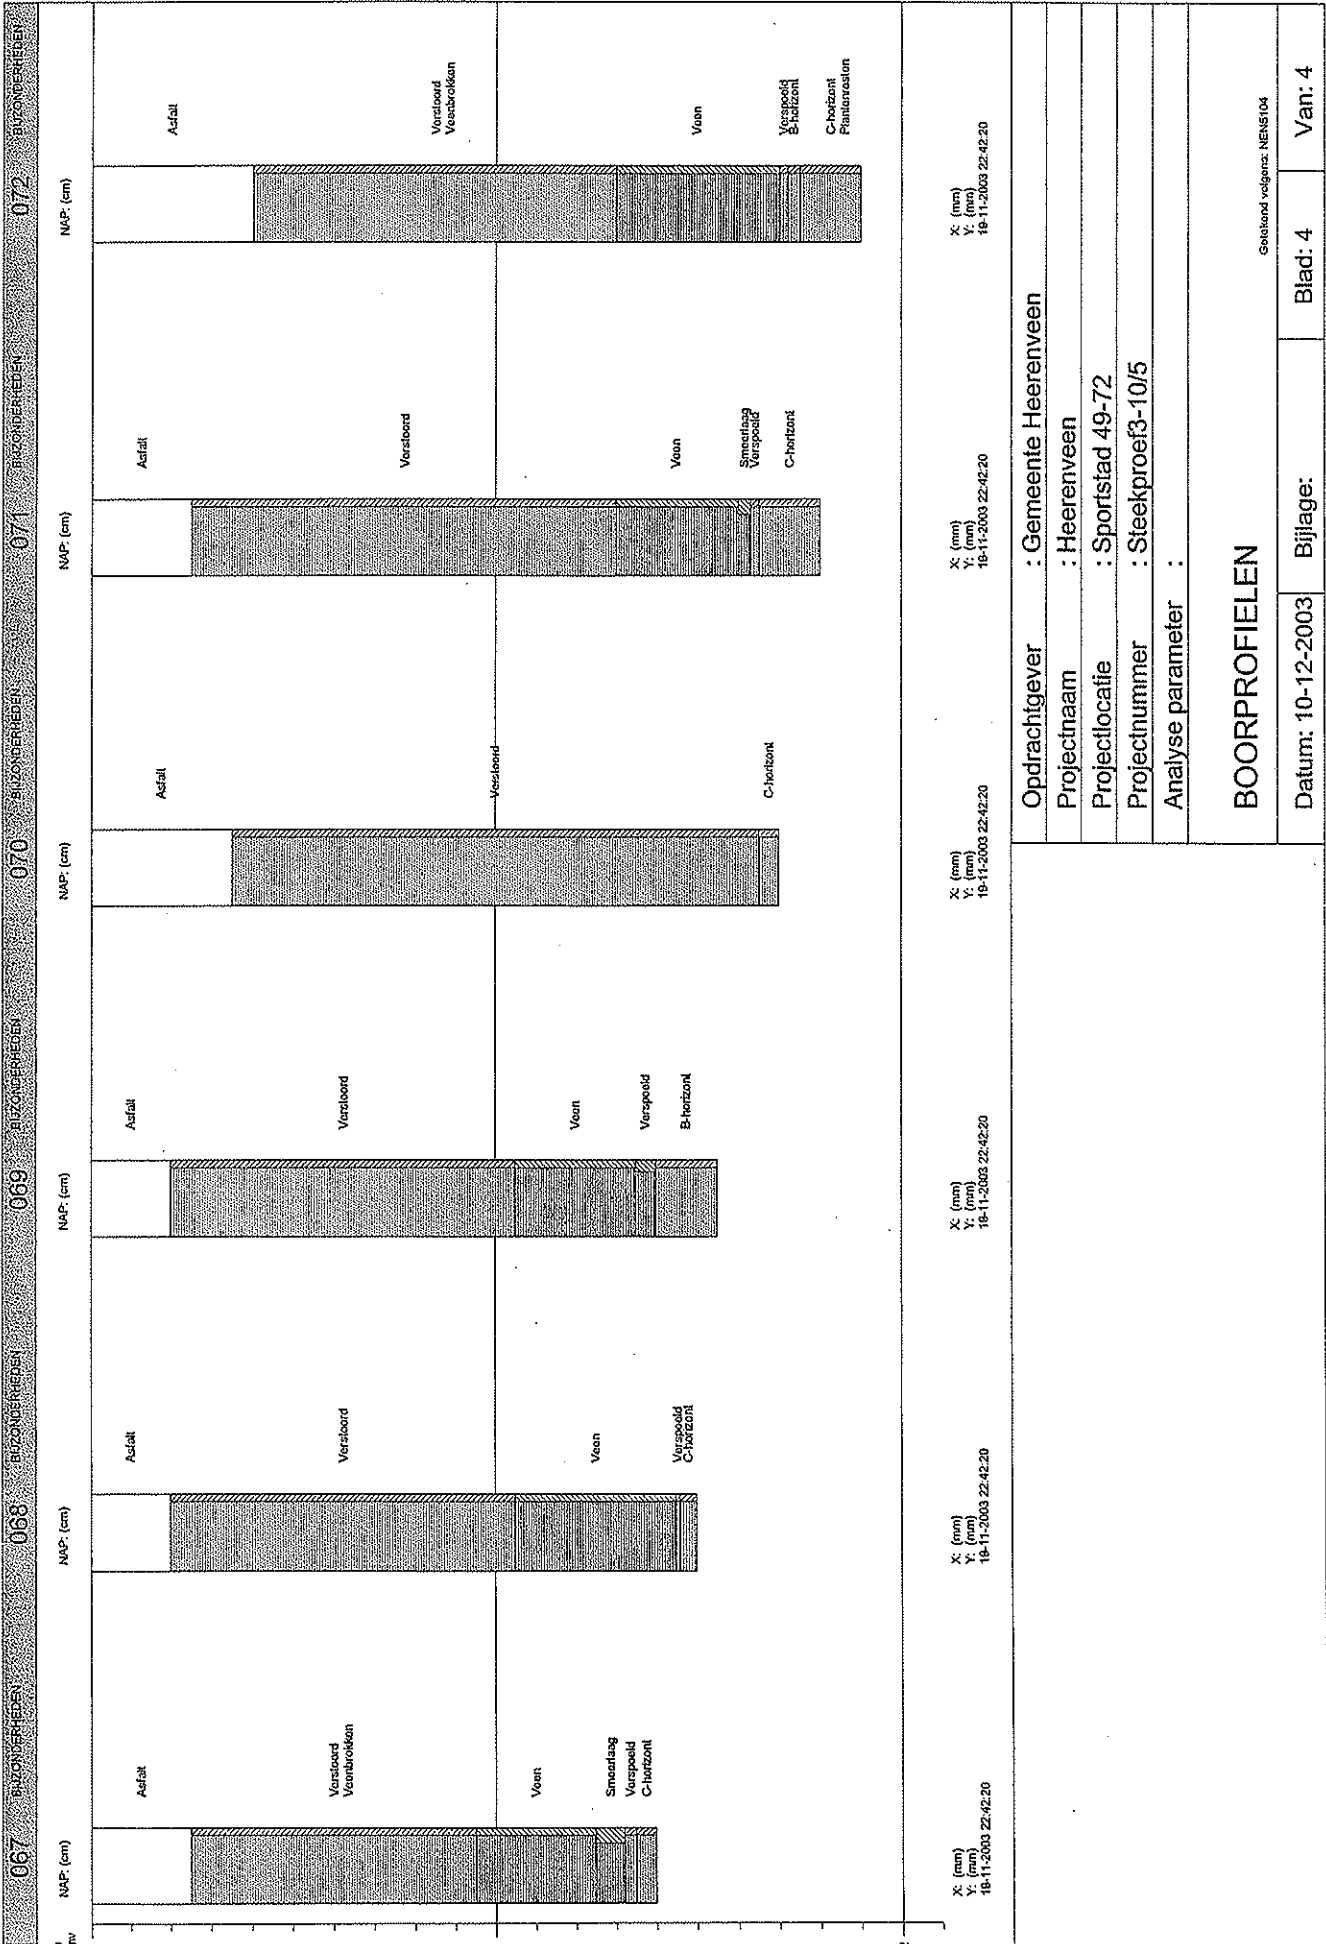 067 BIJZONDERHEDEN 068 BIJZONDERHEDEN 069 BIJZONDERHEDEN 070 BIJZONDERHEDEN 071 BIJZONDERHEDEN 072 BIJZONDERHEDEN
NAP: (cm)
Asfalt
Verstoord
Veenbrokken
Veen
Smeerlaag
Verspoeld
C-horizont
X: (mm)
Y: (mm)
19-11-2003 22:42:20
NAP: (cm)
Asfalt
Verstoord
Veen
Verspoeld
C-horizont
X: (mm)
Y: (mm)
19-11-2003 22:42:20
NAP: (cm)
Asfalt
Verstoord
Veen
Verspoeld
B-horizont
X: (mm)
Y: (mm)
19-11-2003 22:42:20
NAP: (cm)
Asfalt
Verstoord
C-horizont
X: (mm)
Y: (mm)
19-11-2003 22:42:20
NAP: (cm)
Asfalt
Verstoord
Veen
Smeerlaag
Verspoeld
C-horizont
X: (mm)
Y: (mm)
19-11-2003 22:42:20
NAP: (cm)
Asfalt
Verstoord
Veenbrokken
Veen
Verspoeld
B-horizont
C-horizont
Plantenresten
X: (mm)
Y: (mm)
19-11-2003 22:42:20
Opdrachtgever : Gemeente Heerenveen
Projectnaam : Heerenveen
Projectlocatie : Sportstad 49-72
Projectnummer : Steekproef3-10/5
Analyse parameter :
BOORPROFIELEN
Getekend volgens: NEN5104
Datum: 10-12-2003 Bijlage: Blad: 4 Van: 4